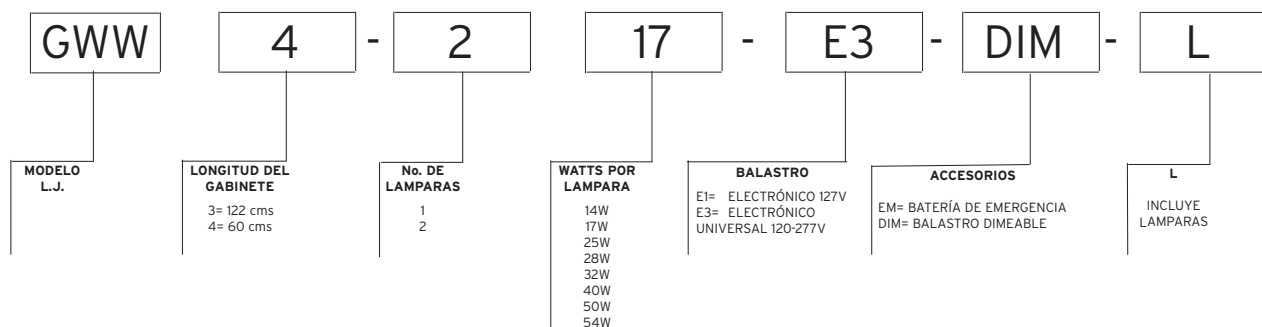 GWW 4 - 2 17 - E3 - DIM - L
MODELO
L.J.
LONGITUD DEL
GABINETE
3= 122 cms
4= 60 cms
No. DE
LAMPARAS
1
2
WATTS POR
LAMPARA
14W
17W
25W
28W
32W
40W
50W
54W
BALASTRO
E1= ELECTRÓNICO 127V
E3= ELECTRÓNICO
UNIVERSAL 120-277V
ACCESORIOS
EM= BATERÍA DE EMERGENCIA
DIM= BALASTRO DIMEABLE
L
INCLUYE
LAMPARAS